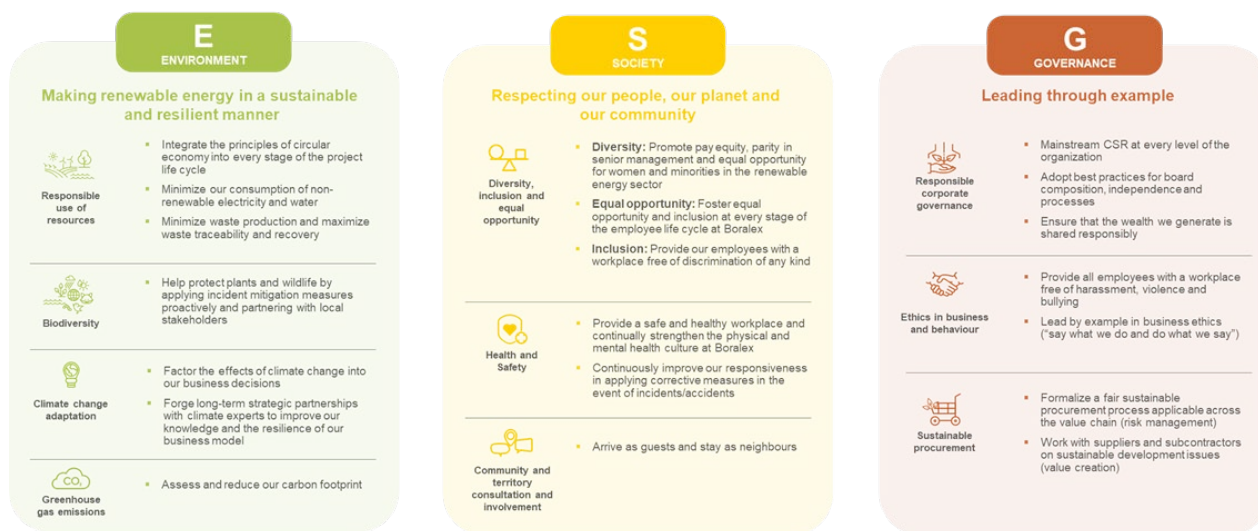 E
ENVIRONMENT
Making renewable energy in a sustainable
and resilient manner
Responsible
use of
resources
Integrate the principles of circular
economy into every stage of the project
life cycle
Minimize our consumption of non-
renewable electricity and water
Minimize waste production and maximize
waste traceability and recovery
Biodiversity
Help protect plants and wildlife by
applying incident mitigation measures
proactively and partnering with local
stakeholders
Climate change
adaptation
Factor the effects of climate change into
our business decisions
Forge long-term strategic partnerships
with climate experts to improve our
knowledge and the resilience of our
business model
CO2
Greenhouse
gas emissions
Assess and reduce our carbon footprint
S
SOCIETY
Respecting our people, our planet and
our community
Diversity,
inclusion and
equal
opportunity
Diversity: Promote pay equity, parity in
senior management and equal opportunity
for women and minorities in the renewable
energy sector
Equal opportunity: Foster equal
opportunity and inclusion at every stage of
the employee life cycle at Boralex
Inclusion: Provide our employees with a
workplace free of discrimination of any kind
Health and
Safety
Provide a safe and healthy workplace and
continually strengthen the physical and
mental health culture at Boralex
Continuously improve our responsiveness
in applying corrective measures in the
event of incidents/accidents
Community and
territory
consultation and
involvement
Arrive as guests and stay as neighbours
G
GOVERNANCE
Leading through example
Responsible
corporate
governance
Mainstream CSR at every level of the
organization
Adopt best practices for board
composition, independence and
processes
Ensure that the wealth we generate is
shared responsibly
Ethics in business
and behaviour
Provide all employees with a workplace
free of harassment, violence and
bullying
Lead by example in business ethics
("say what we do and do what we say")
Sustainable
procurement
Formalize a fair sustainable
procurement process applicable across
the value chain (risk management)
Work with suppliers and subcontractors
on sustainable development issues
(value creation)